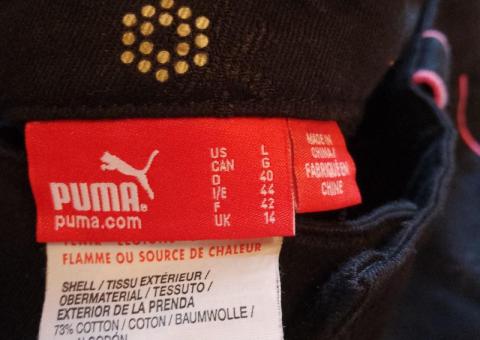 PUMA®
puma.com
US L
CAN G
D 40
I/E 44
F 42
UK 14
MADE IN
CHINA /
FABRIQUÉ EN
CHINE
FLAMME OU SOURCE DE CHALEUR
SHELL / TISSU EXTÉRIEUR /
OBERMATERIAL / TESSUTO /
EXTERIOR DE LA PRENDA
73% COTTON / COTON / BAUMWOLLE /